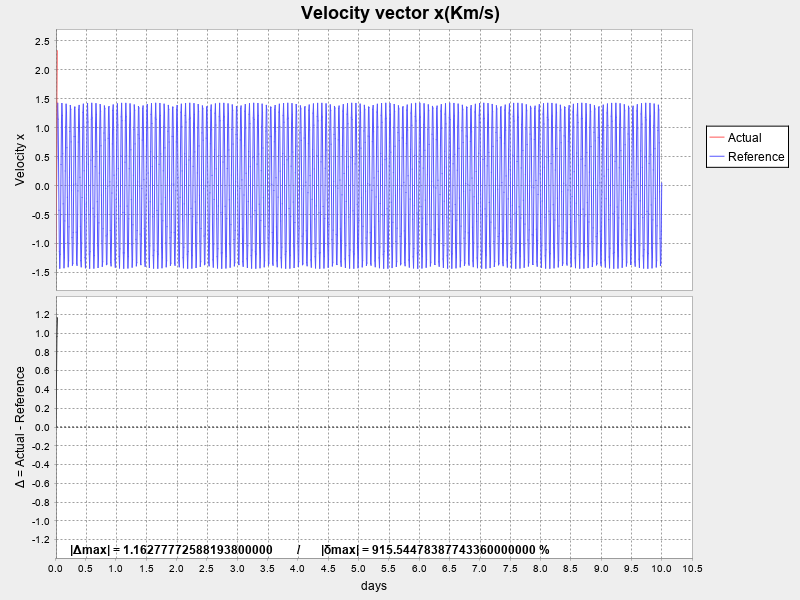 Velocity vector x(Km/s)
2.5
2.0
1.5
1.0
0.5
0.0
-0.5
-1.0
-1.5
Velocity x
Actual
Reference
1.2
1.0
0.8
0.6
0.4
0.2
0.0
-0.2
-0.4
-0.6
-0.8
-1.0
-1.2
Δ = Actual - Reference
|Δmax| = 1.16277772588193800000 / |δmax| = 915.54478387743360000000 %
0.0 0.5 1.0 1.5 2.0 2.5 3.0 3.5 4.0 4.5 5.0 5.5 6.0 6.5 7.0 7.5 8.0 8.5 9.0 9.5 10.0 10.5
days